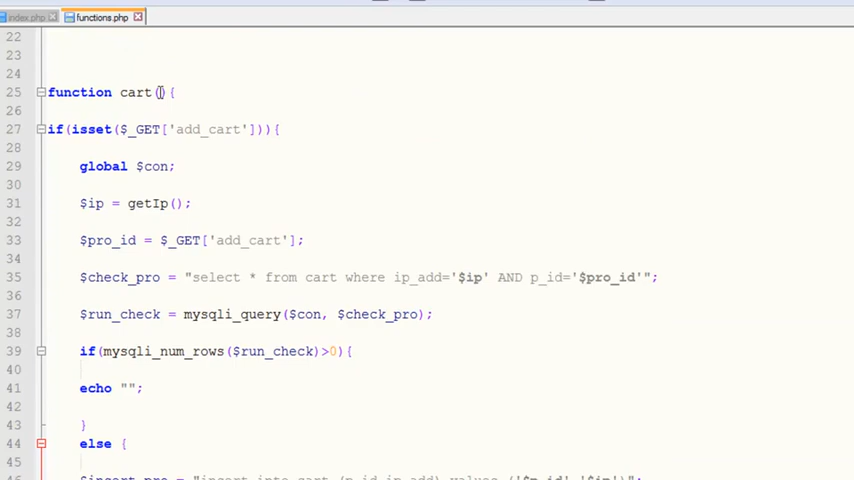 index.php functions.php
22
23
24
25 function cart(){
26
27 if(isset($_GET['add_cart'])){
28
29 global $con;
30
31 $ip = getIp();
32
33 $pro_id = $_GET['add_cart'];
34
35 $check_pro = "select * from cart where ip_add='$ip' AND p_id='$pro_id'";
36
37 $run_check = mysqli_query($con, $check_pro);
38
39 if(mysqli_num_rows($run_check)>0){
40
41 echo "";
42
43 }
44 else {
45
46 $insert_pro = "insert into cart (p_id,ip_add) values ('$p_id','$ip')";